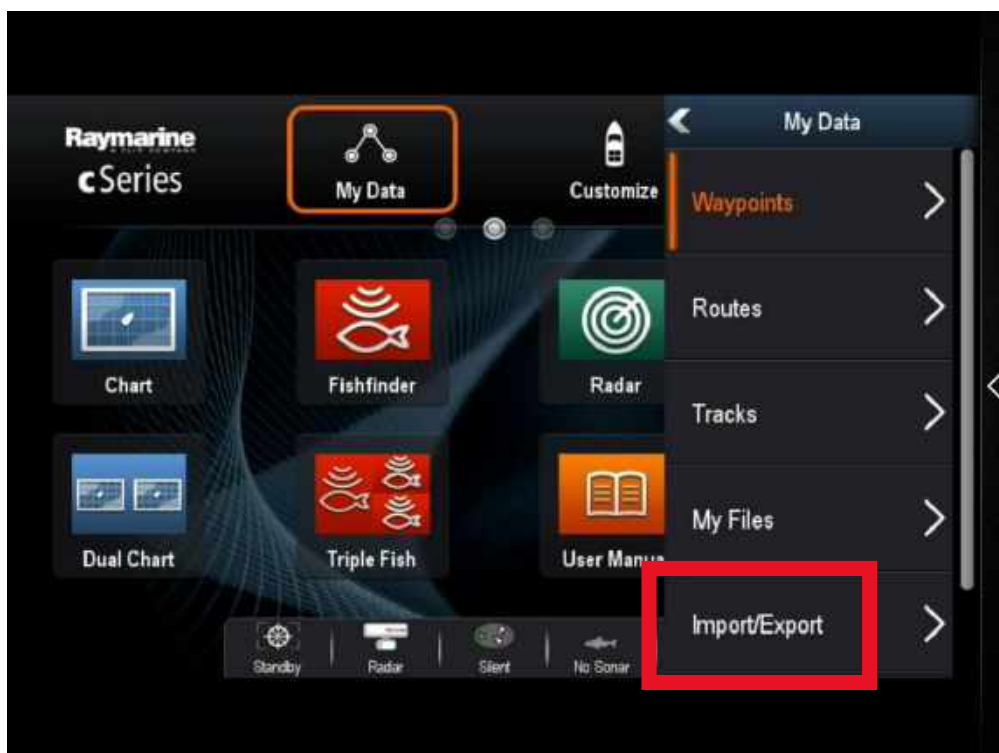 Raymarine
cSeries
My Data
Customize
My Data
Waypoints
Routes
Tracks
My Files
Import/Export
Chart
Fishfinder
Radar
Dual Chart
Triple Fish
User Manua
Standby
Radar
Silent
No Sonar